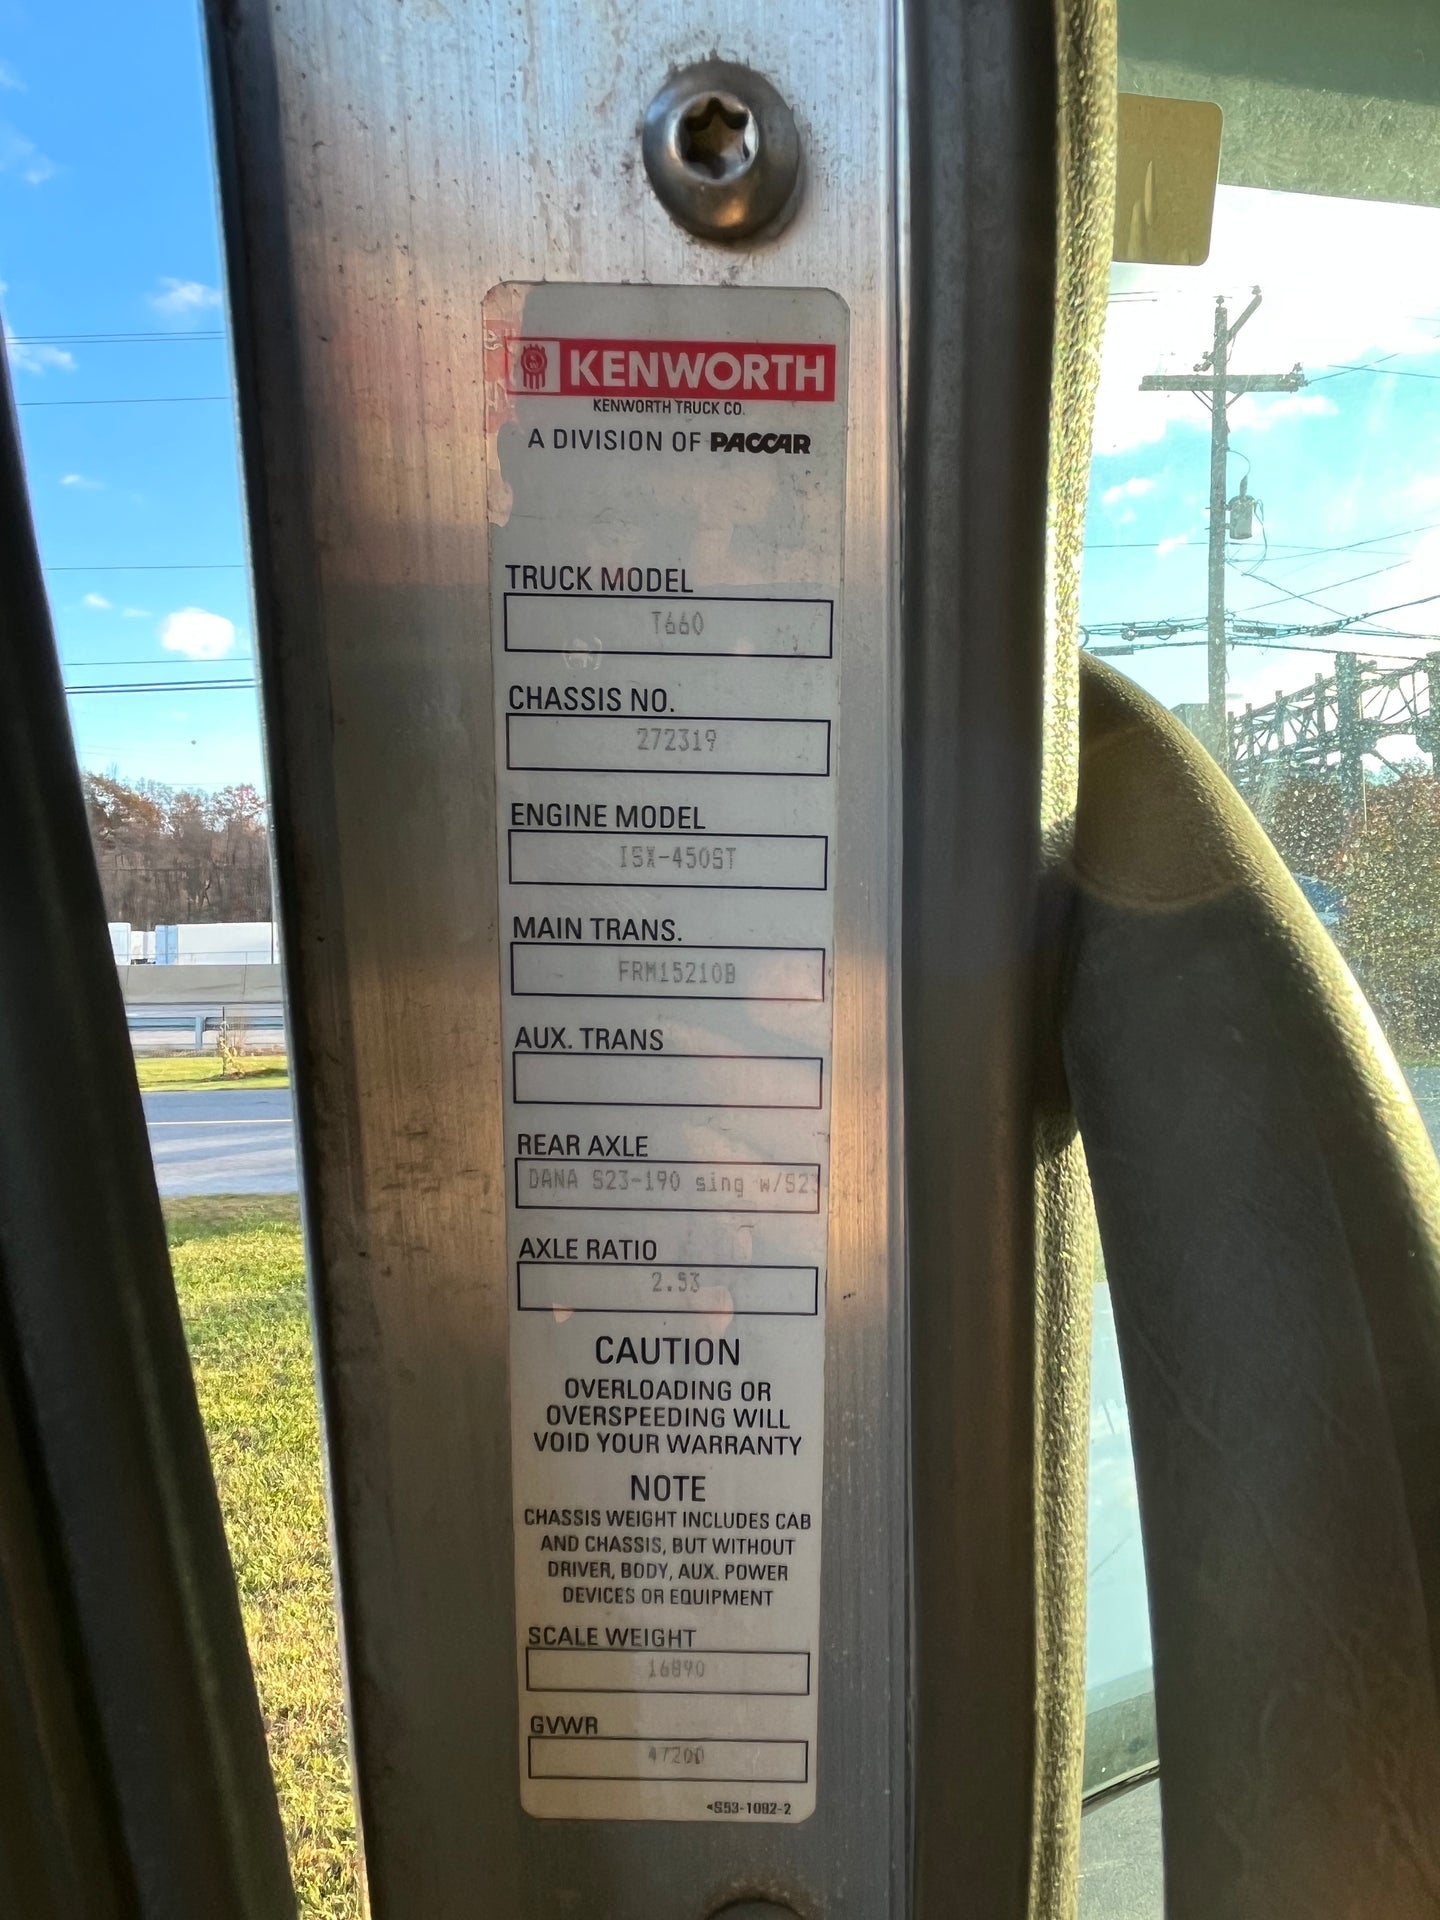 KENWORTH
KENWORTH TRUCK CO.
A DIVISION OF PACCAR
TRUCK MODEL
T660
CHASSIS NO.
272319
ENGINE MODEL
ISX-450ST
MAIN TRANS.
FRM15210B
AUX. TRANS
REAR AXLE
DANA S23-190 sing w/S23
AXLE RATIO
2.53
CAUTION
OVERLOADING OR
OVERSPEEDING WILL
VOID YOUR WARRANTY
NOTE
CHASSIS WEIGHT INCLUDES CAB
AND CHASSIS, BUT WITHOUT
DRIVER, BODY, AUX. POWER
DEVICES OR EQUIPMENT
SCALE WEIGHT
16890
GVWR
47200
S53-1082-2